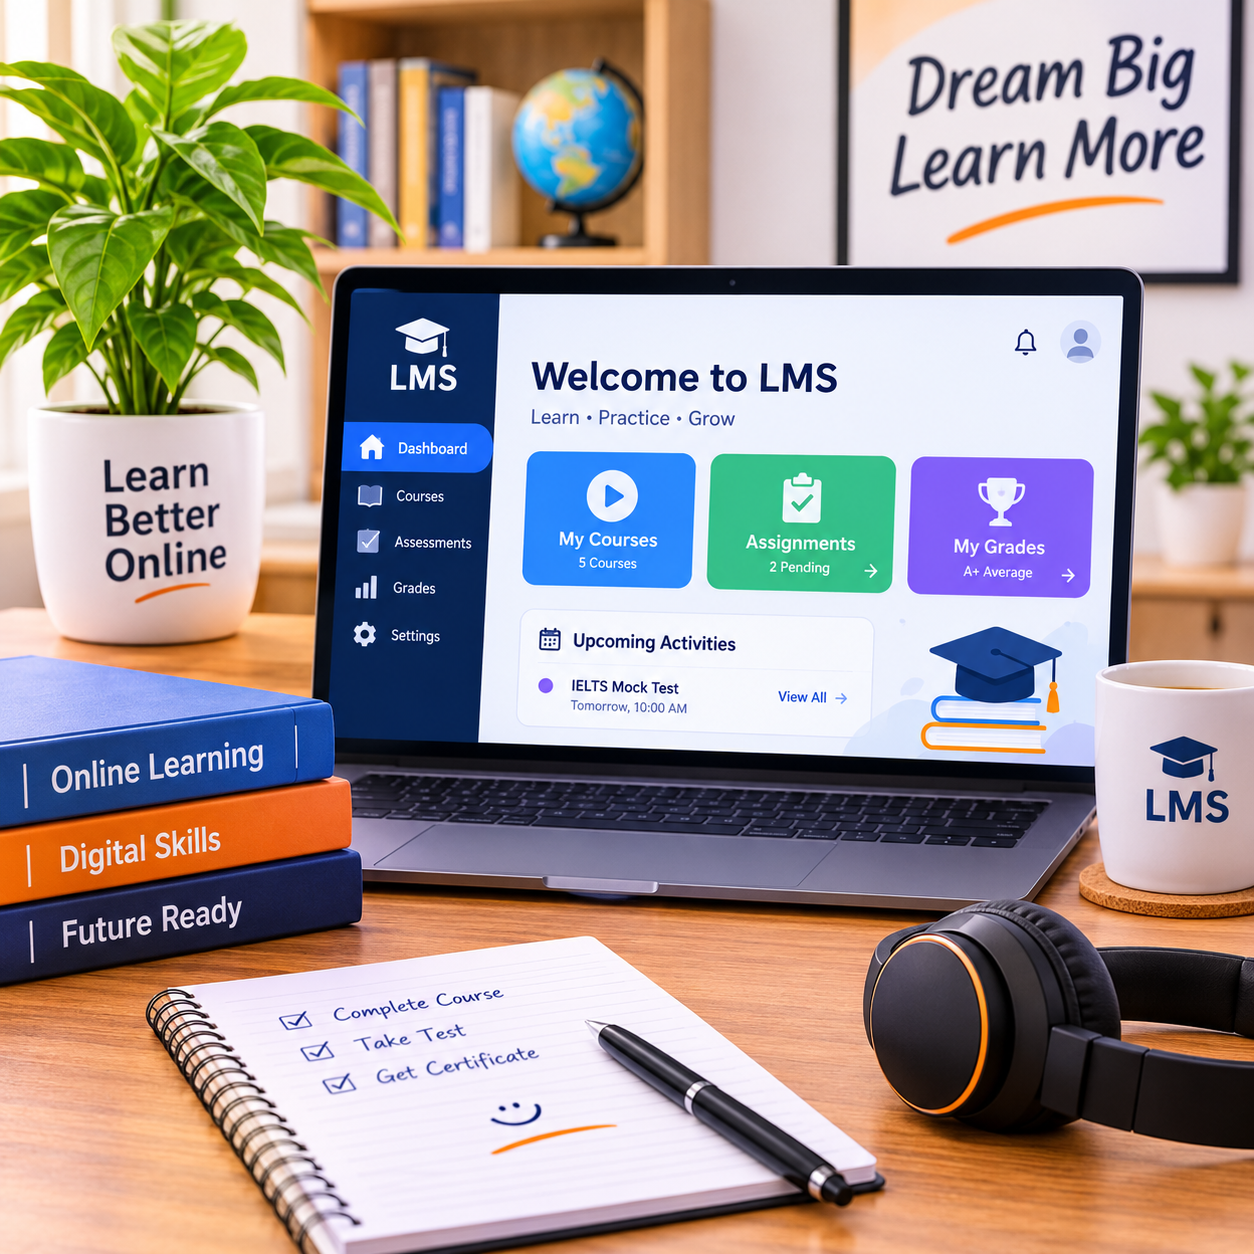 Dream Big
Learn More
Learn
Better
Online
LMS
Dashboard
Courses
Assessments
Grades
Settings
Welcome to LMS
Learn • Practice • Grow
My Courses
5 Courses
Assignments
2 Pending
My Grades
A+ Average
Upcoming Activities
IELTS Mock Test
Tomorrow, 10:00 AM
View All
LMS
Online Learning
Digital Skills
Future Ready
Complete Course
Take Test
Get Certificate